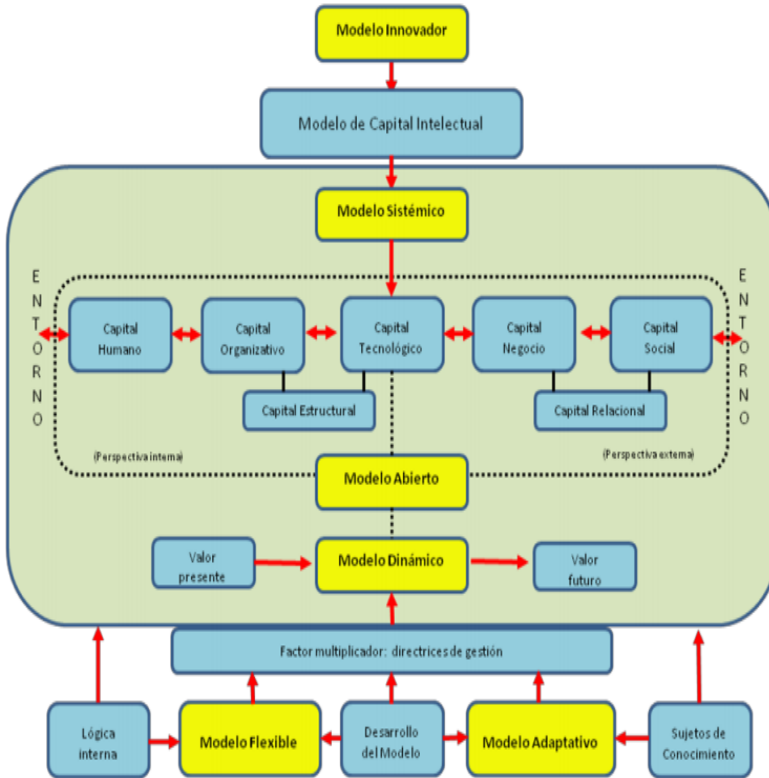 Modelo Innovador
Modelo de Capital Intelectual
Modelo Sistémico
ENTORNO
ENTORNO
Capital
Humano
Capital
Organizativo
Capital
Tecnológico
Capital
Negocio
Capital
Social
Capital Estructural
Capital Relacional
(Perspectiva interna)
(Perspectiva externa)
Modelo Abierto
Valor
presente
Modelo Dinámico
Valor
futuro
Factor multiplicador: directrices de gestión
Lógica
interna
Modelo Flexible
Desarrollo
del Modelo
Modelo Adaptativo
Sujetos de
Conocimiento